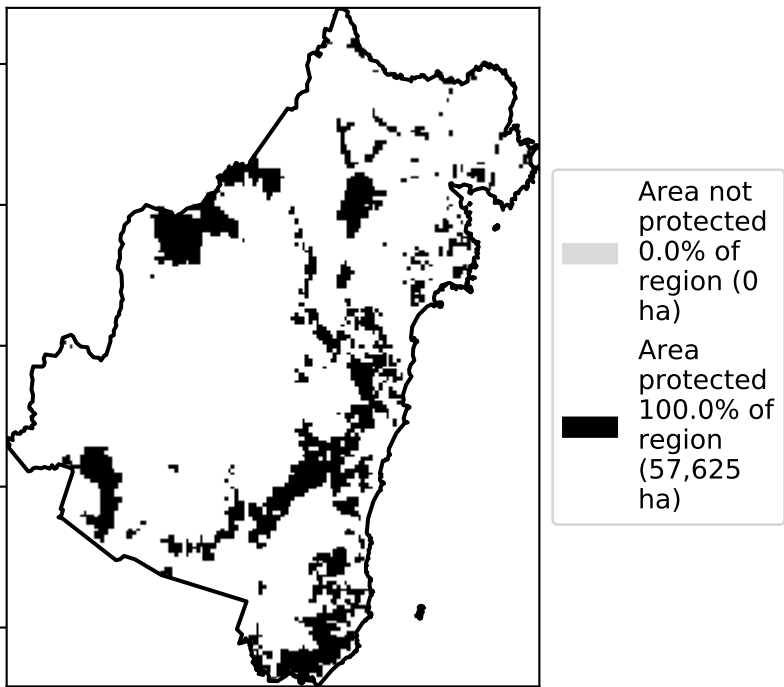 Area not
protected
0.0% of
region (0
ha)
Area
protected
100.0% of
region
(57,625
ha)